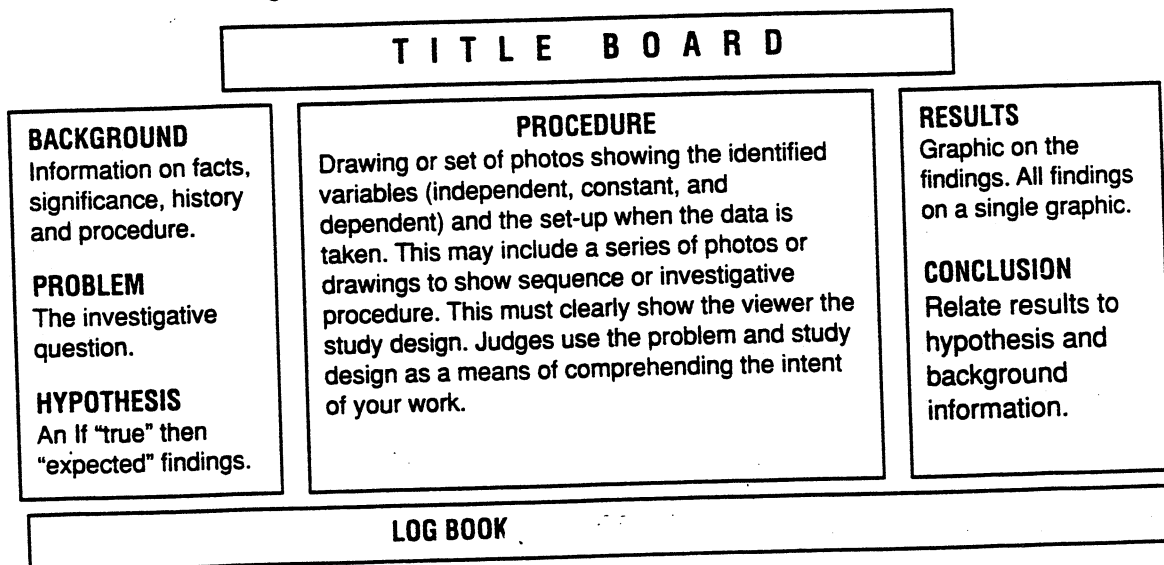 TITLE BOARD
BACKGROUND
Information on facts,
significance, history
and procedure.
PROBLEM
The investigative
question.
HYPOTHESIS
An If "true" then
"expected" findings.
PROCEDURE
Drawing or set of photos showing the identified
variables (independent, constant, and
dependent) and the set-up when the data is
taken. This may include a series of photos or
drawings to show sequence or investigative
procedure. This must clearly show the viewer the
study design. Judges use the problem and study
design as a means of comprehending the intent
of your work.
RESULTS
Graphic on the
findings. All findings
on a single graphic.
CONCLUSION
Relate results to
hypothesis and
background
information.
LOG BOOK